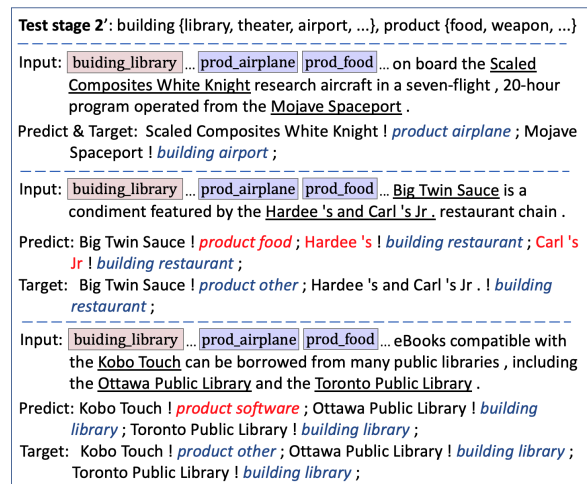 Test stage 2′: building {library, theater, airport, ...}, product {food, weapon, ...}
Input: buiding_library ... prod_airplane prod_food ... on board the Scaled
Composites White Knight research aircraft in a seven-flight , 20-hour
program operated from the Mojave Spaceport .
Predict & Target: Scaled Composites White Knight ! product airplane ; Mojave
Spaceport ! building airport ;
Input: buiding_library ... prod_airplane prod_food ... Big Twin Sauce is a
condiment featured by the Hardee 's and Carl 's Jr . restaurant chain .
Predict: Big Twin Sauce ! product food ; Hardee 's ! building restaurant ; Carl 's
Jr ! building restaurant ;
Target: Big Twin Sauce ! product other ; Hardee 's and Carl 's Jr . ! building
restaurant ;
Input: buiding_library ... prod_airplane prod_food ... eBooks compatible with
the Kobo Touch can be borrowed from many public libraries , including
the Ottawa Public Library and the Toronto Public Library .
Predict: Kobo Touch ! product software ; Ottawa Public Library ! building
library ; Toronto Public Library ! building library ;
Target: Kobo Touch ! product other ; Ottawa Public Library ! building library ;
Toronto Public Library ! building library ;